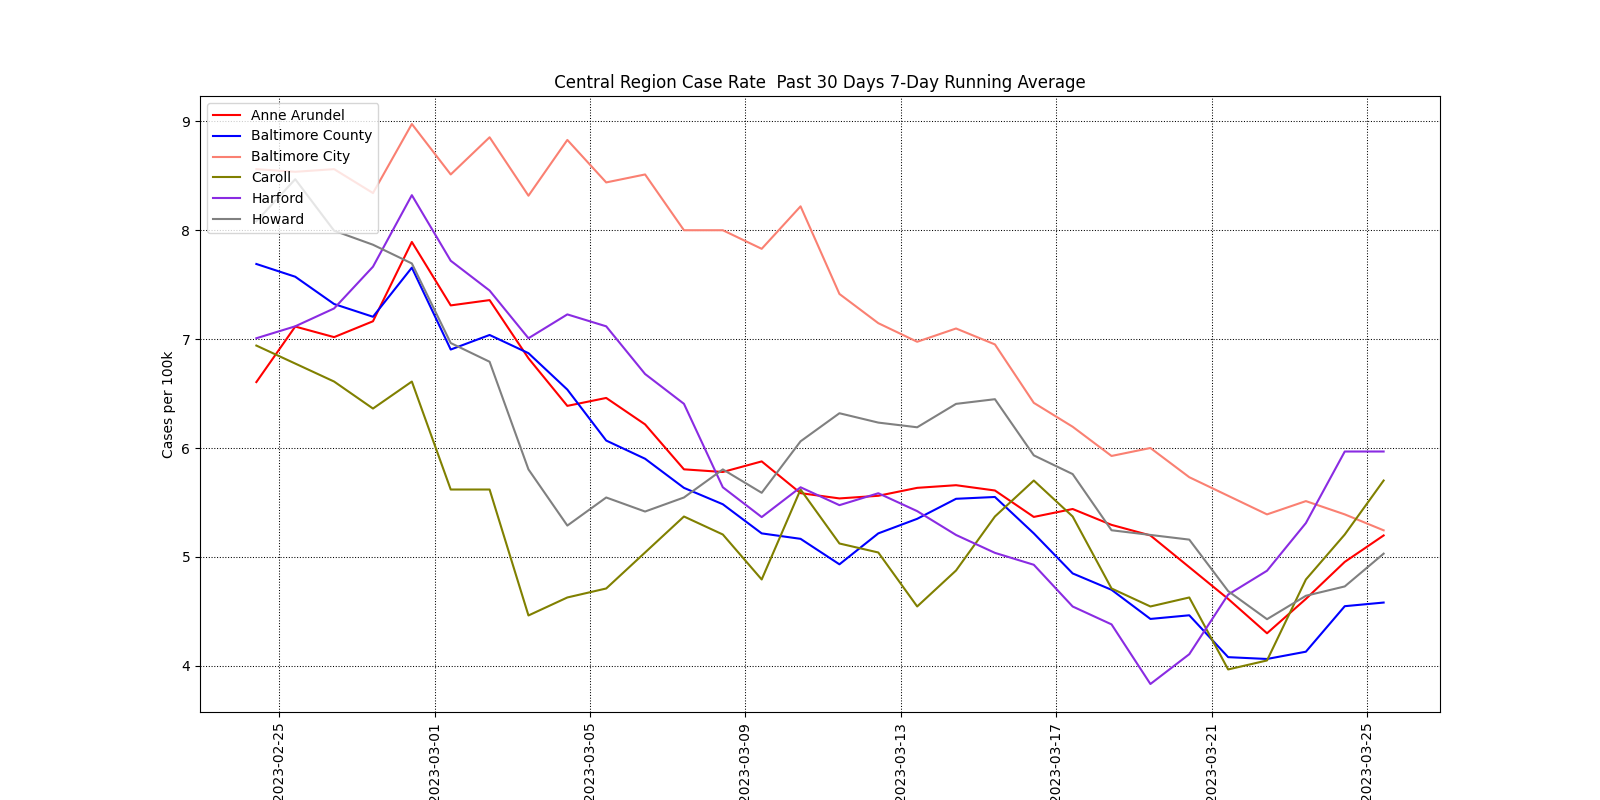 Central Region Case Rate  Past 30 Days 7-Day Running Average
Anne Arundel
Baltimore County
Baltimore City
Caroll
Harford
Howard
9
8
7
6
5
4
Cases per 100k
2023-02-25
2023-03-01
2023-03-05
2023-03-09
2023-03-13
2023-03-17
2023-03-21
2023-03-25